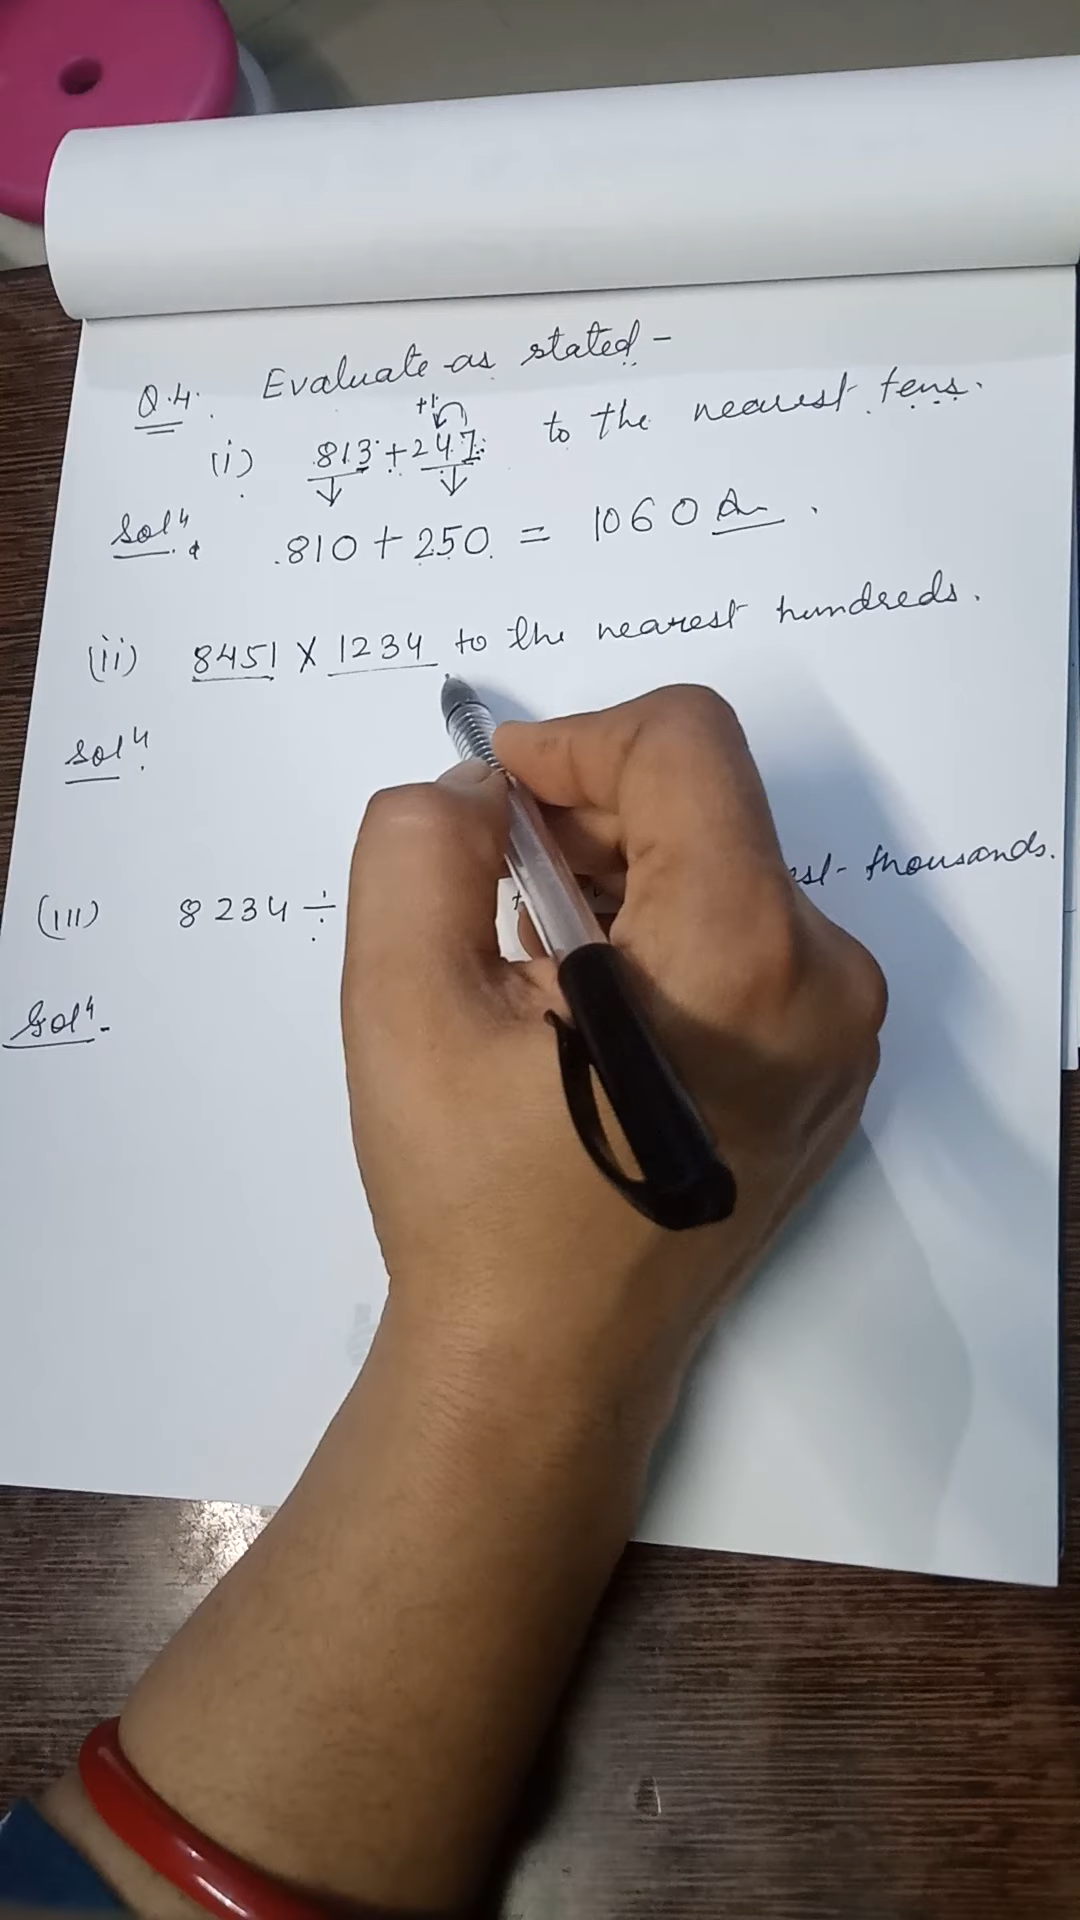 Q.4. Evaluate as stated -
+1
(i) 813 + 247 to the nearest tens.
Solⁿ. 810 + 250 = 1060 A
(ii) 8451 X 1234 to the nearest hundreds.
Solⁿ.
(iii) 8234 ÷ thousands.
Solⁿ.